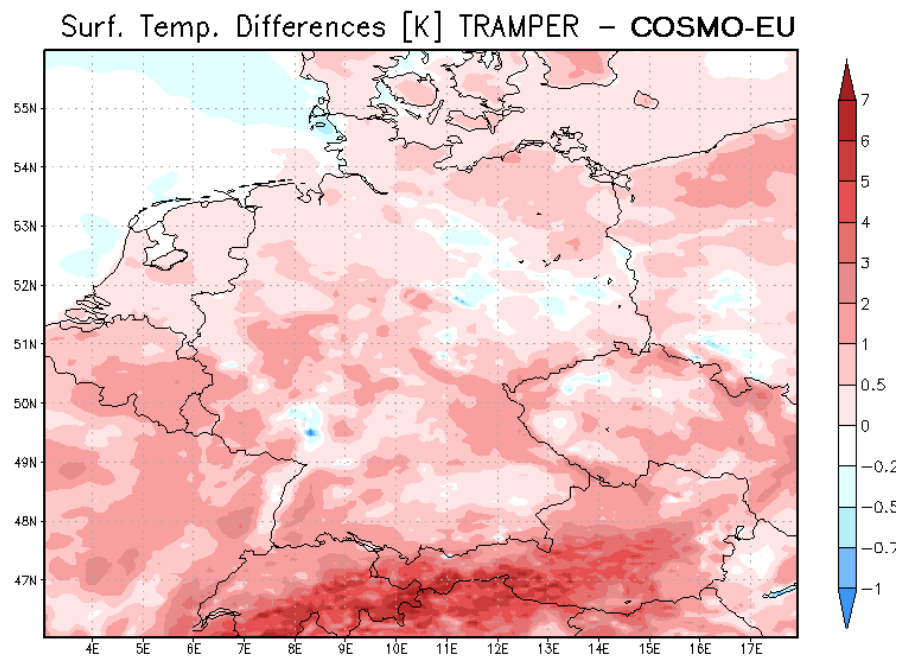 Surf. Temp. Differences [K] TRAMPER – COSMO-EU
55N
54N
53N
52N
51N
50N
49N
48N
47N
4E 5E 6E 7E 8E 9E 10E 11E 12E 13E 14E 15E 16E 17E
7
6
5
4
3
2
1
0.5
0
−0.2
−0.5
−0.7
−1